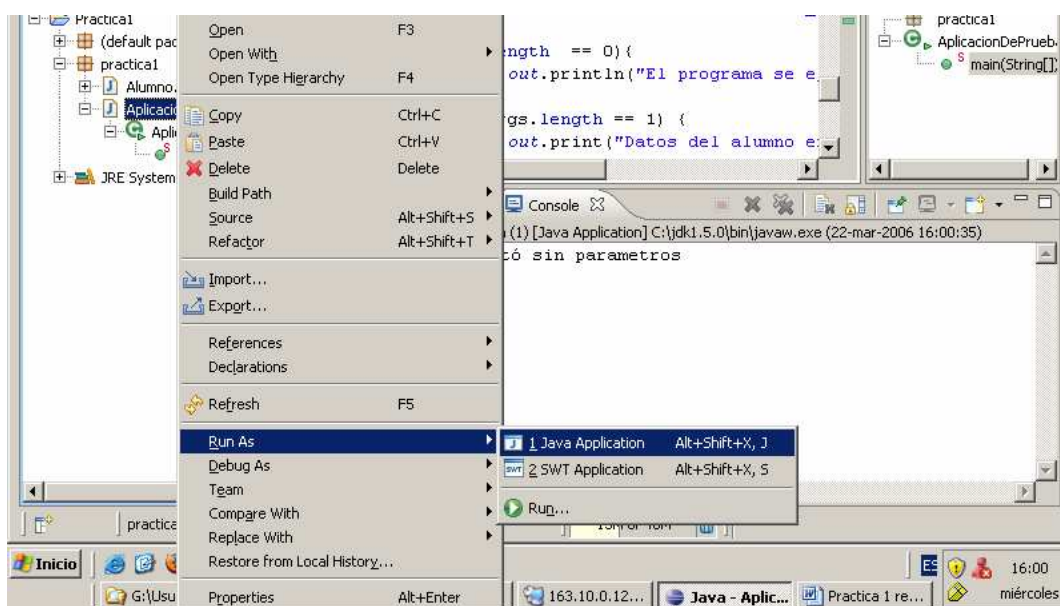 Practica1
(default pac
practica1
Alumno.
Aplicacio
Apli
S
JRE System
practica
Open F3
Open With
Open Type Hierarchy F4
Copy Ctrl+C
Paste Ctrl+V
Delete Delete
Build Path
Source Alt+Shift+S
Refactor Alt+Shift+T
Import...
Export...
References
Declarations
Refresh F5
Run As
Debug As
Team
Compare With
Replace With
Restore from Local History...
Properties Alt+Enter
1 Java Application Alt+Shift+X, J
2 SWT Application Alt+Shift+X, S
Run...
ength == 0){
out.println("El programa se e
gs.length == 1) {
out.print("Datos del alumno e
practica1
AplicacionDePrueb.
S main(String[])
Console
(1) [Java Application] C:\jdk1.5.0\bin\javaw.exe (22-mar-2006 16:00:35)
tó sin parametros
Inicio
ES
16:00
G:\Usu
163.10.0.12...
Java - Aplic...
Practica 1 re...
miércoles